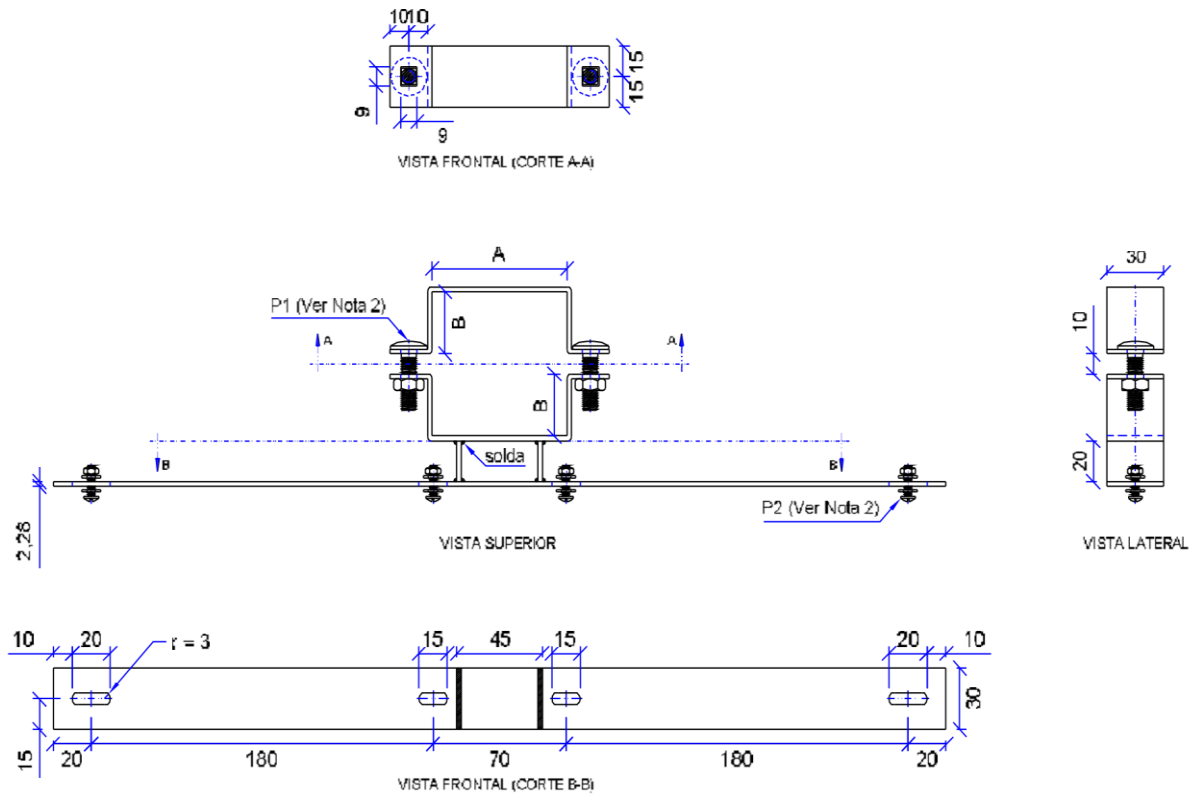 10 10
15
15
9
9
VISTA FRONTAL (CORTE A-A)
A
30
P1 (Ver Nota 2)
B
A
A
10
B
solda
B
B
20
P2 (Ver Nota 2)
2,28
VISTA SUPERIOR
VISTA LATERAL
10
20
r = 3
15
45
15
20
10
30
15
20
180
70
180
20
VISTA FRONTAL (CORTE B-B)